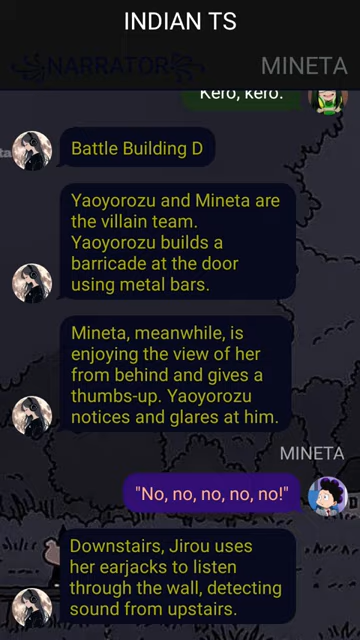 INDIAN TS
꧁NARRATOR꧂
MINETA
Kero, kero.
Battle Building D
Yaoyorozu and Mineta are
the villain team.
Yaoyorozu builds a
barricade at the door
using metal bars.
Mineta, meanwhile, is
enjoying the view of her
from behind and gives a
thumbs-up. Yaoyorozu
notices and glares at him.
MINETA
"No, no, no, no, no!"
Downstairs, Jirou uses
her earjacks to listen
through the wall, detecting
sound from upstairs.